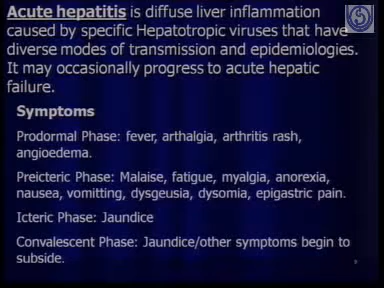 Acute hepatitis is diffuse liver inflammation
caused by specific Hepatotropic viruses that have
diverse modes of transmission and epidemiologies.
It may occasionally progress to acute hepatic
failure.
Symptoms
Prodormal Phase: fever, arthalgia, arthritis rash,
angioedema.
Preicteric Phase: Malaise, fatigue, myalgia, anorexia,
nausea, vomitting, dysgeusia, dysomia, epigastric pain.
Icteric Phase: Jaundice
Convalescent Phase: Jaundice/other symptoms begin to
subside.